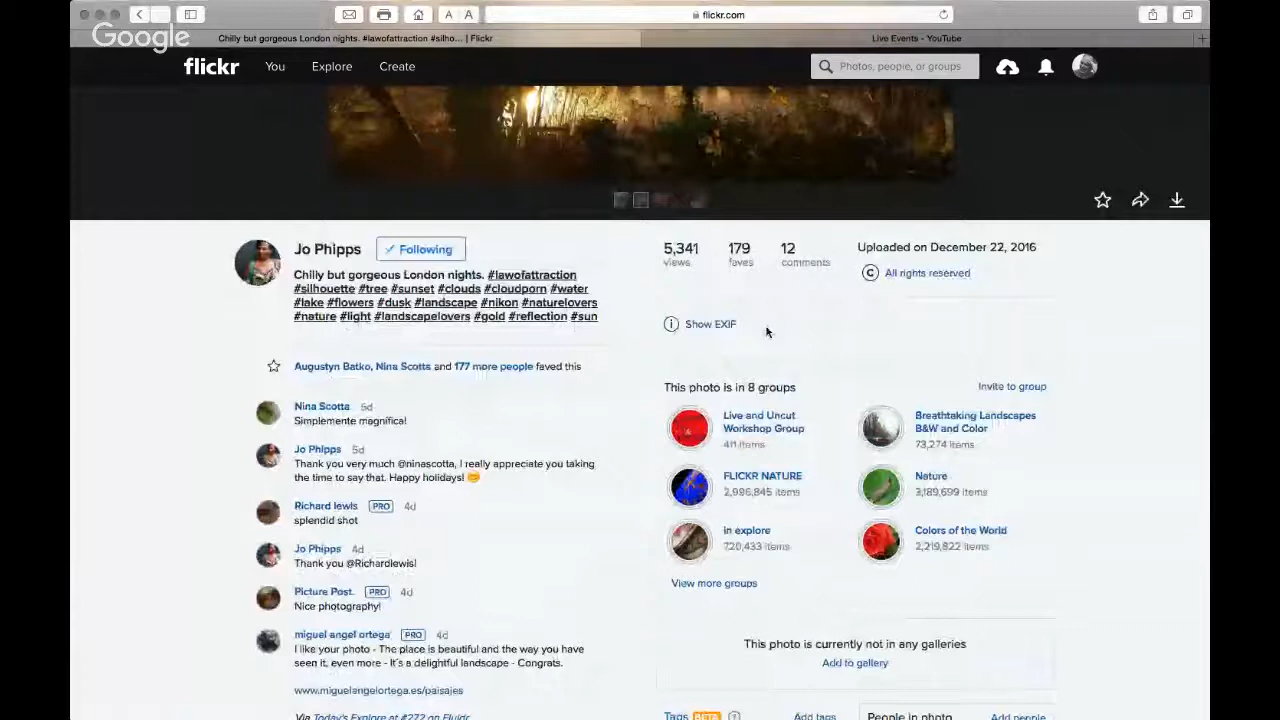 flickr.com
Google
Chilly but gorgeous London nights. #lawofattraction #silho... | Flickr
Live Events - YouTube
flickr
You
Explore
Create
Photos, people, or groups
Jo Phipps
Following
Chilly but gorgeous London nights. #lawofattraction
#silhouette #tree #sunset #clouds #cloudporn #water
#lake #flowers #dusk #landscape #nikon #naturelovers
#nature #light #landscapelovers #gold #reflection #sun
Augustyn Batko, Nina Scotts and 177 more people faved this
Nina Scotta 5d
Simplemente magnifica!
Jo Phipps 5d
Thank you very much @ninascotta, I really appreciate you taking
the time to say that. Happy holidays!
Richard lewis PRO 4d
splendid shot
Jo Phipps 4d
Thank you @Richardlewis!
Picture Post. PRO 4d
Nice photography!
miguel angel ortega PRO 4d
I like your photo - The place is beautiful and the way you have
seen it, even more - It's a delightful landscape - Congrats.
www.miguelangelortega.es/paisajes
Via Today's Explore at #272 on Fluidr
5,341
views
179
faves
12
comments
Uploaded on December 22, 2016
All rights reserved
Show EXIF
This photo is in 8 groups
Invite to group
Live and Uncut
Workshop Group
411 items
Breathtaking Landscapes
B&W and Color
73,274 items
FLICKR NATURE
2,986,845 items
Nature
3,189,699 items
in explore
720,433 items
Colors of the World
2,219,822 items
View more groups
This photo is currently not in any galleries
Add to gallery
Tags BETA
Add tags
People in photo
Add people